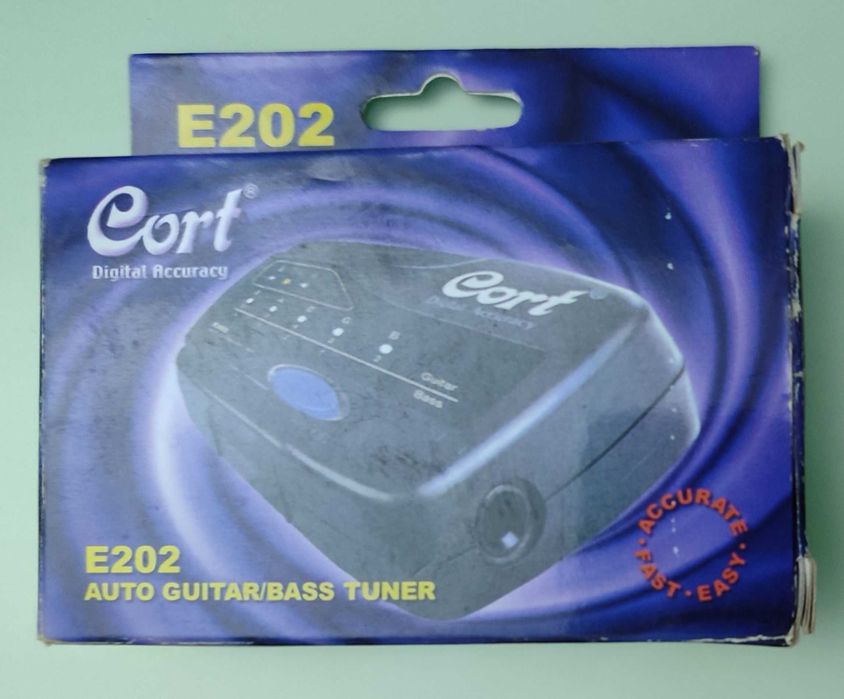 E202
Cort®
Digital Accuracy
Cort
Digital Accuracy
B
Guitar
Bass
E202
AUTO GUITAR/BASS TUNER
ACCURATE · EASY · FAST ·